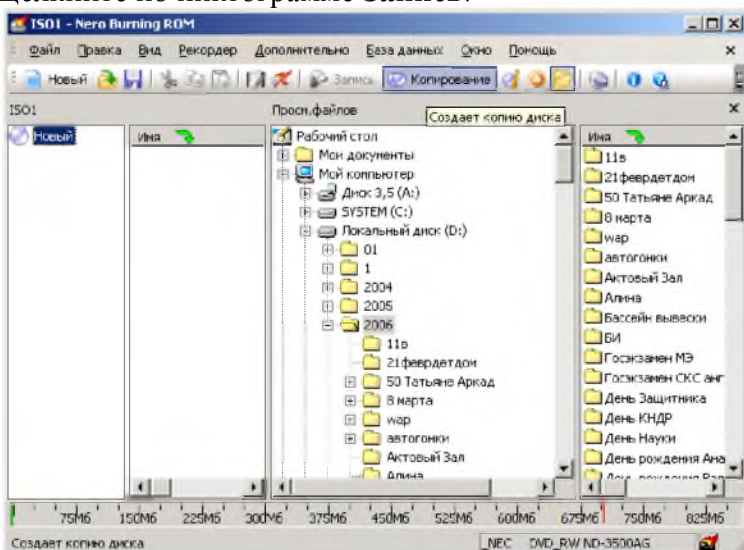 ISO1 - Nero Burning ROM
Файл Правка Вид Рекордер Дополнительно База данных Окно Помощь
Новый Запись Копирование
ISO1 Просм.файлов Создает копию диска
Новый
Имя
Рабочий стол
Мои документы
Мой компьютер
Диск 3,5 (A:)
SYSTEM (C:)
Локальный диск (D:)
01
1
2004
2005
2006
11в
21феврдетдом
50 Татьяне Аркад
8 марта
wap
автогонки
Актовый Зал
Алина
Имя
11в
21феврдетдом
50 Татьяне Аркад
8 марта
wap
автогонки
Актовый Зал
Алина
Бассейн вывески
БИ
Госэкзамен МЭ
Госэкзамен СКС анг
День Защитника
День КНДР
День Науки
День рождения Ана
75Мб 150Мб 225Мб 300Мб 375Мб 450Мб 525Мб 600Мб 675Мб 750Мб 825Мб
Создает копию диска _NEC DVD_RW ND-3500AG